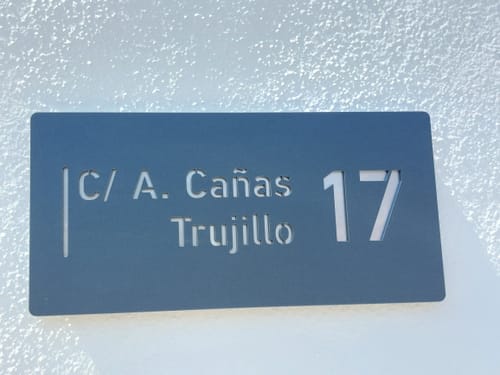 C/ A. Cañas 17
Trujillo